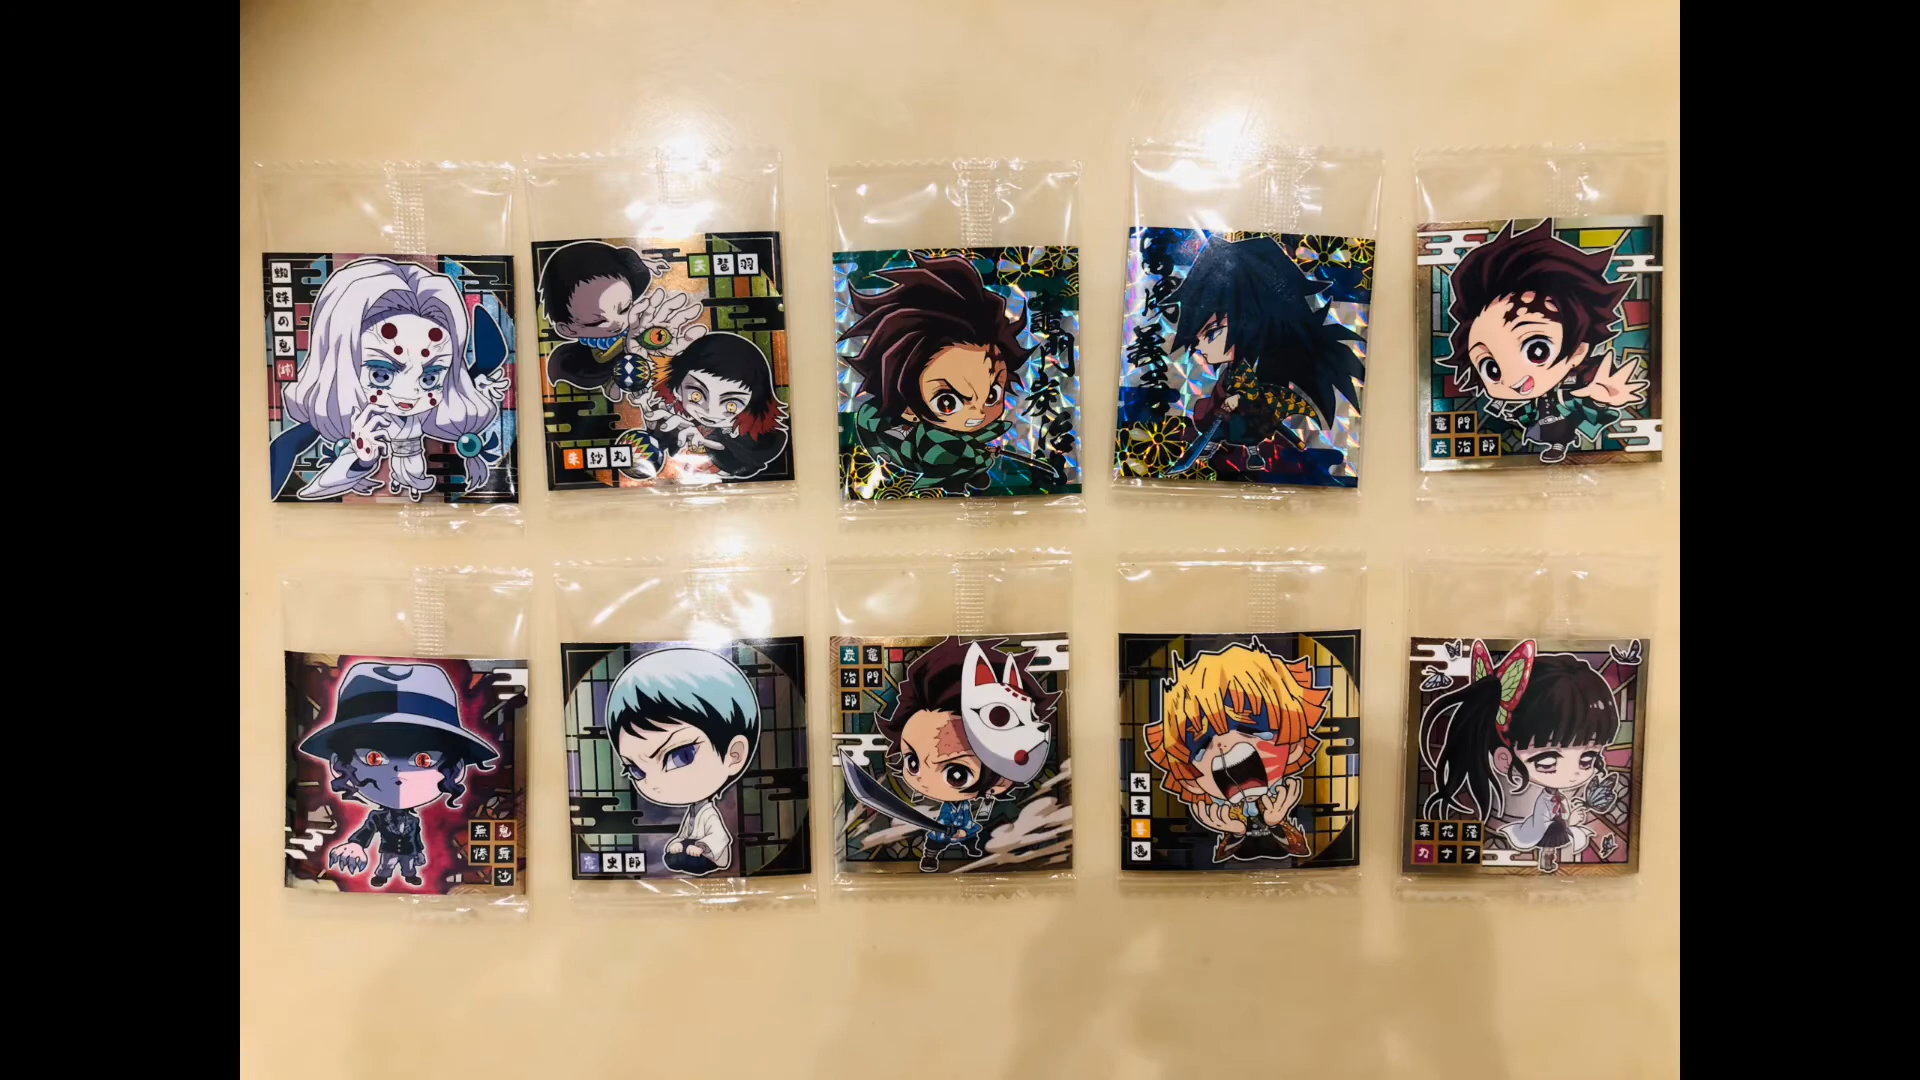 蜘蛛の鬼(姉)
矢琶羽
朱紗丸
竈門炭治郎
冨岡義勇
竈門
炭治郎
無惨
鬼舞辻
愈史郎
竈門
炭治郎
我妻善逸
栗花落
カナヲ